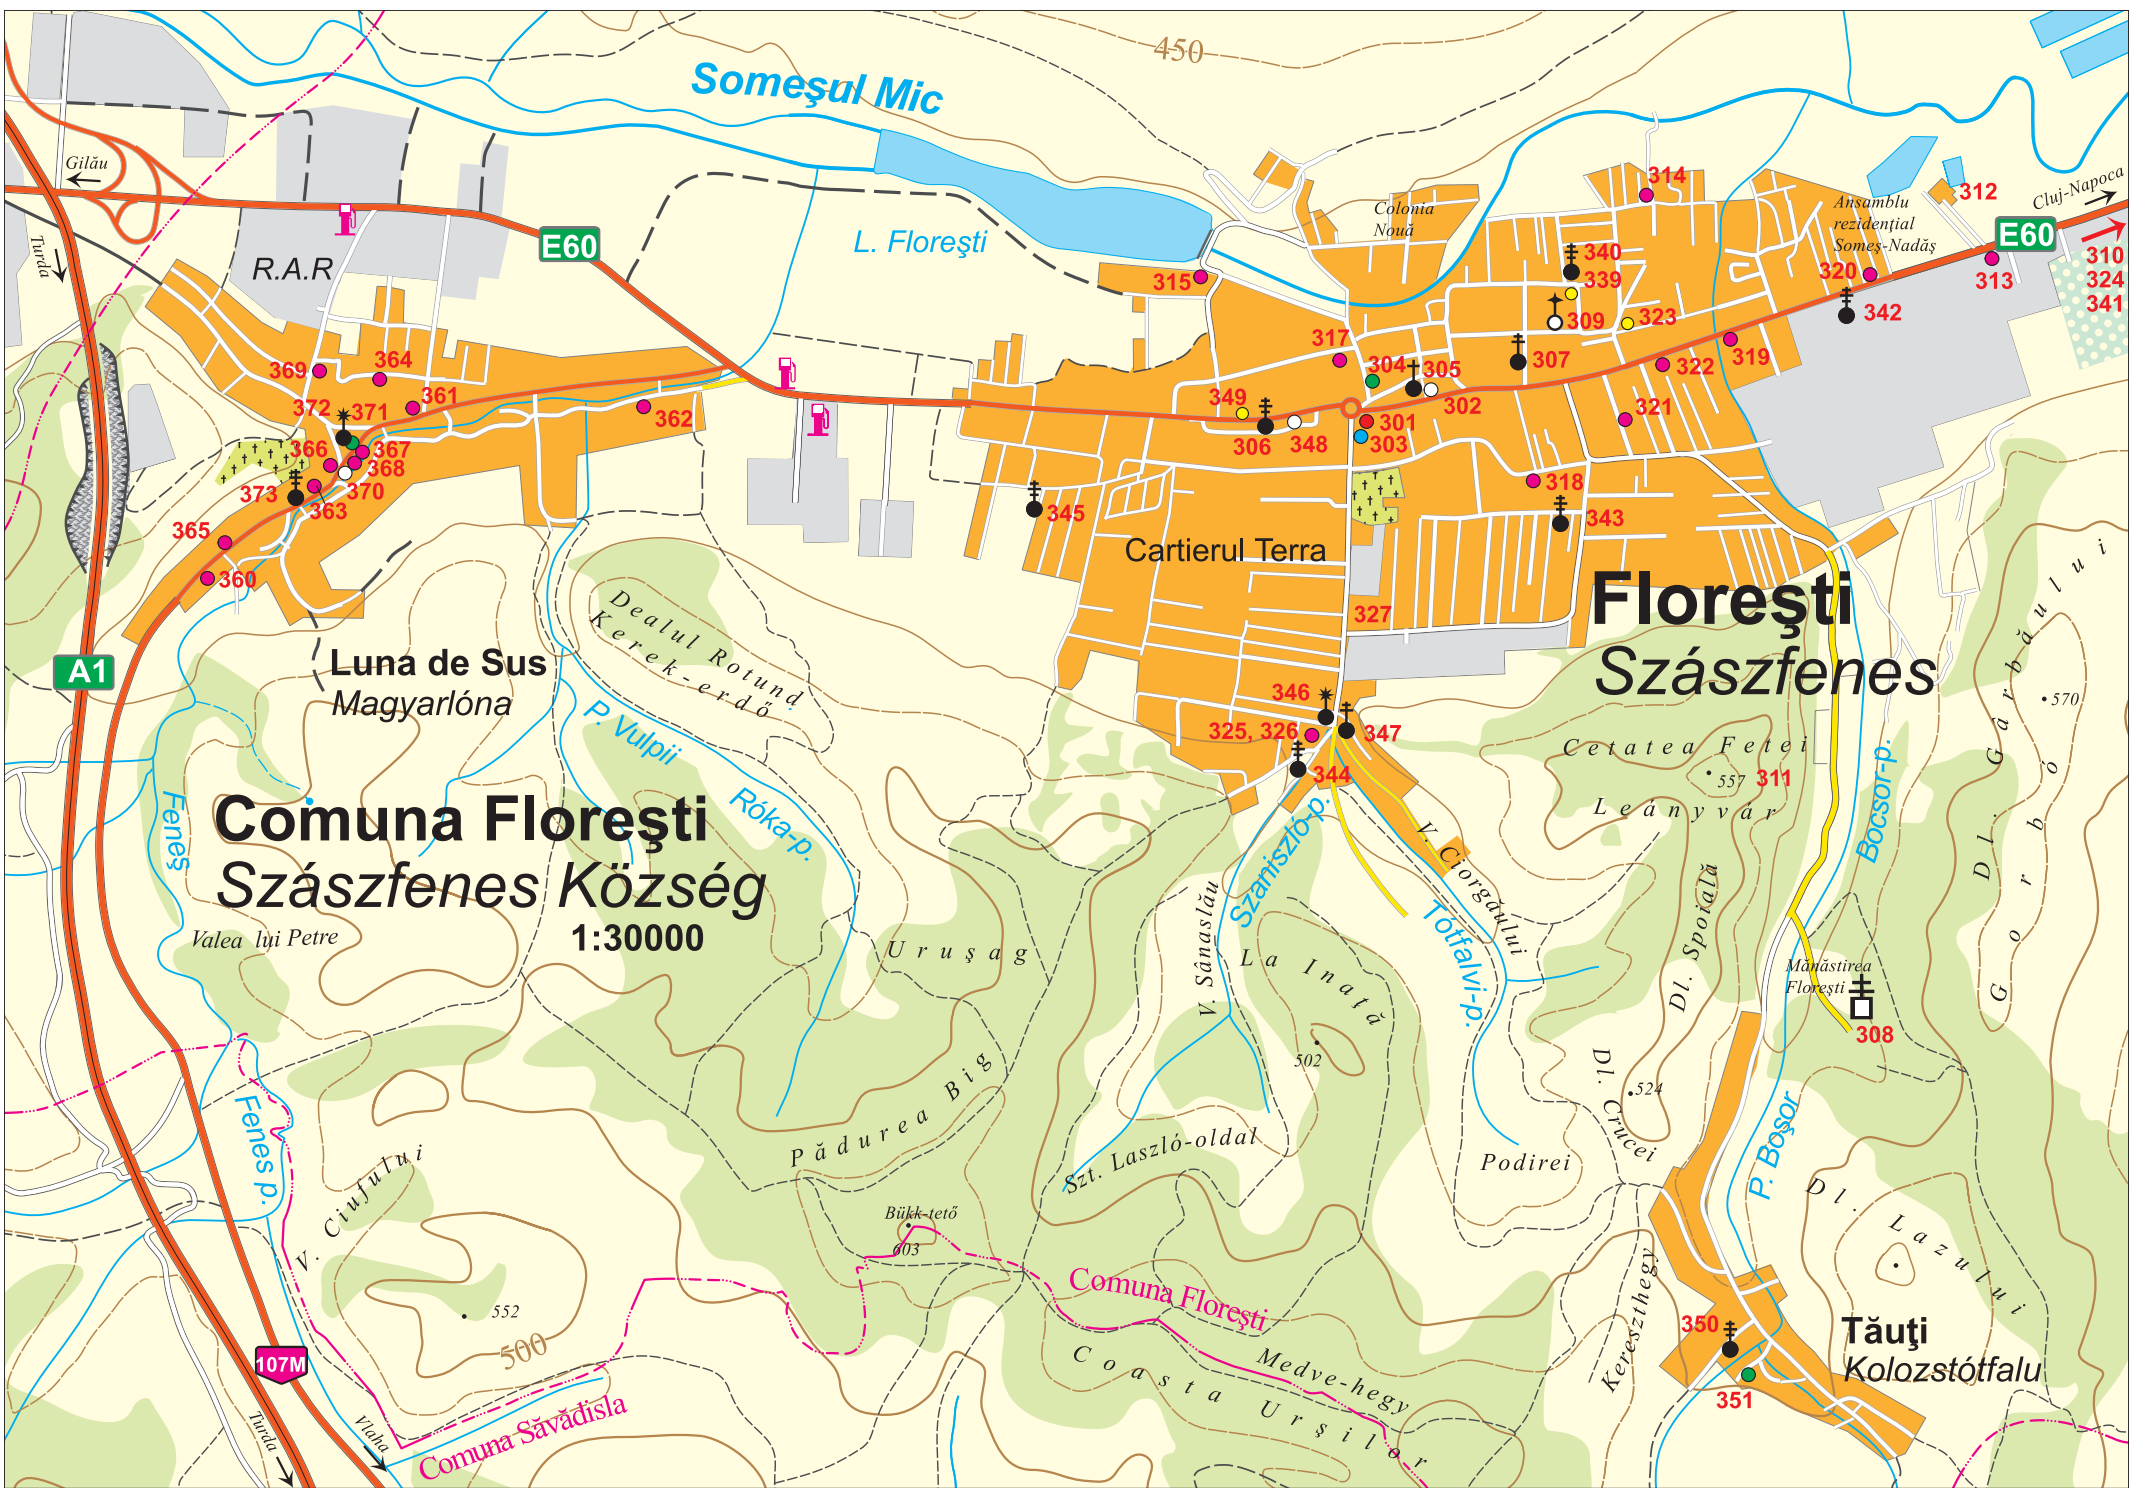 450
Someşul Mic
Gilău
Turda
R.A.R
E60
L. Floreşti
Colonia
Nouă
314
Ansamblu
rezidenţial
Someş-Nadăş
312
Cluj-Napoca
E60
310
324
341
313
320
342
315
340
339
309
323
317
304
305
307
322
319
369
364
361
372
371
362
349
302
321
366
367
368
306
348
301
303
373
370
363
318
345
343
365
360
Cartierul Terra
Floreşti
Szászfenes
327
Dealul Rotund
Kerek-erdő
A1
Luna de Sus
Magyarlóna
P. Vulpii
Róka-p.
346
325, 326
347
344
Cetatea Fetei
557
311
Leányvár
570
Dl. Gârbăului
Gorbó
Bocsor-p.
Feneş
Comuna Floreşti
Szászfenes Község
1:30000
Valea lui Petre
Uruşag
V. Sânaslău
Szaniszló-p.
La Inaţă
502
V. Ciorgăului
Tótfalvi-p.
Dl. Spoială
Mănăstirea
Floreşti
308
Dl. Crucei
524
Fenes p.
V. Ciufului
Pădurea Big
Szt. Laszló-oldal
Podirei
P. Boşor
Dl. Lazului
Bükk-tető
603
552
500
Comuna Floreşti
Medve-hegy
Coasta Urşilor
Kereszthegy
350
351
Tăuţi
Kolozstótfalu
107M
Turda
Vlaha
Comuna Săvădisla